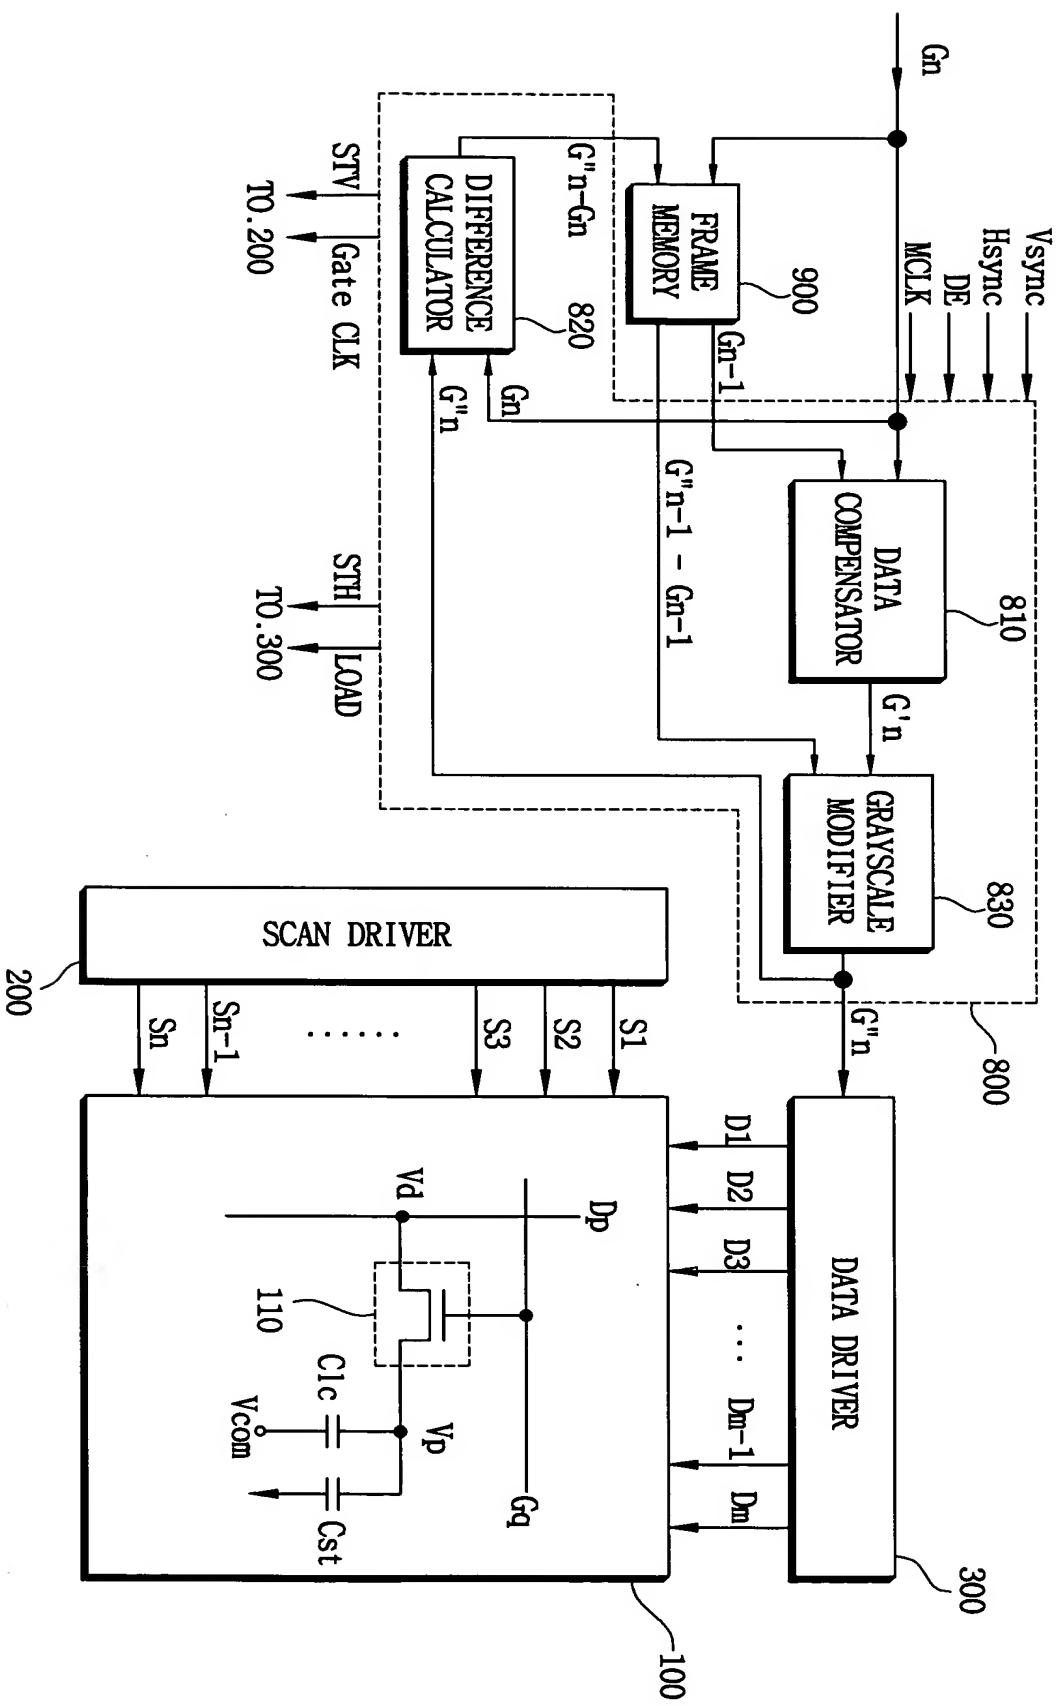 Vsync
Hsync
DE
MCLK
Gn
FRAME
MEMORY
900
Gn-1
G"n-Gn
G"n-1 - Gn-1
DIFFERENCE
CALCULATOR
820
Gn
G"n
DATA
COMPENSATOR
810
G'n
GRAYSCALE
MODIFIER
830
G"n
800
STV
Gate CLK
TO.200
STH
LOAD
TO.300
SCAN DRIVER
200
S1
S2
S3
......
Sn-1
Sn
DATA DRIVER
300
D1
D2
D3
...
Dm-1
Dm
Dp
Vd
110
Gq
Vp
Clc
Cst
Vcom
100